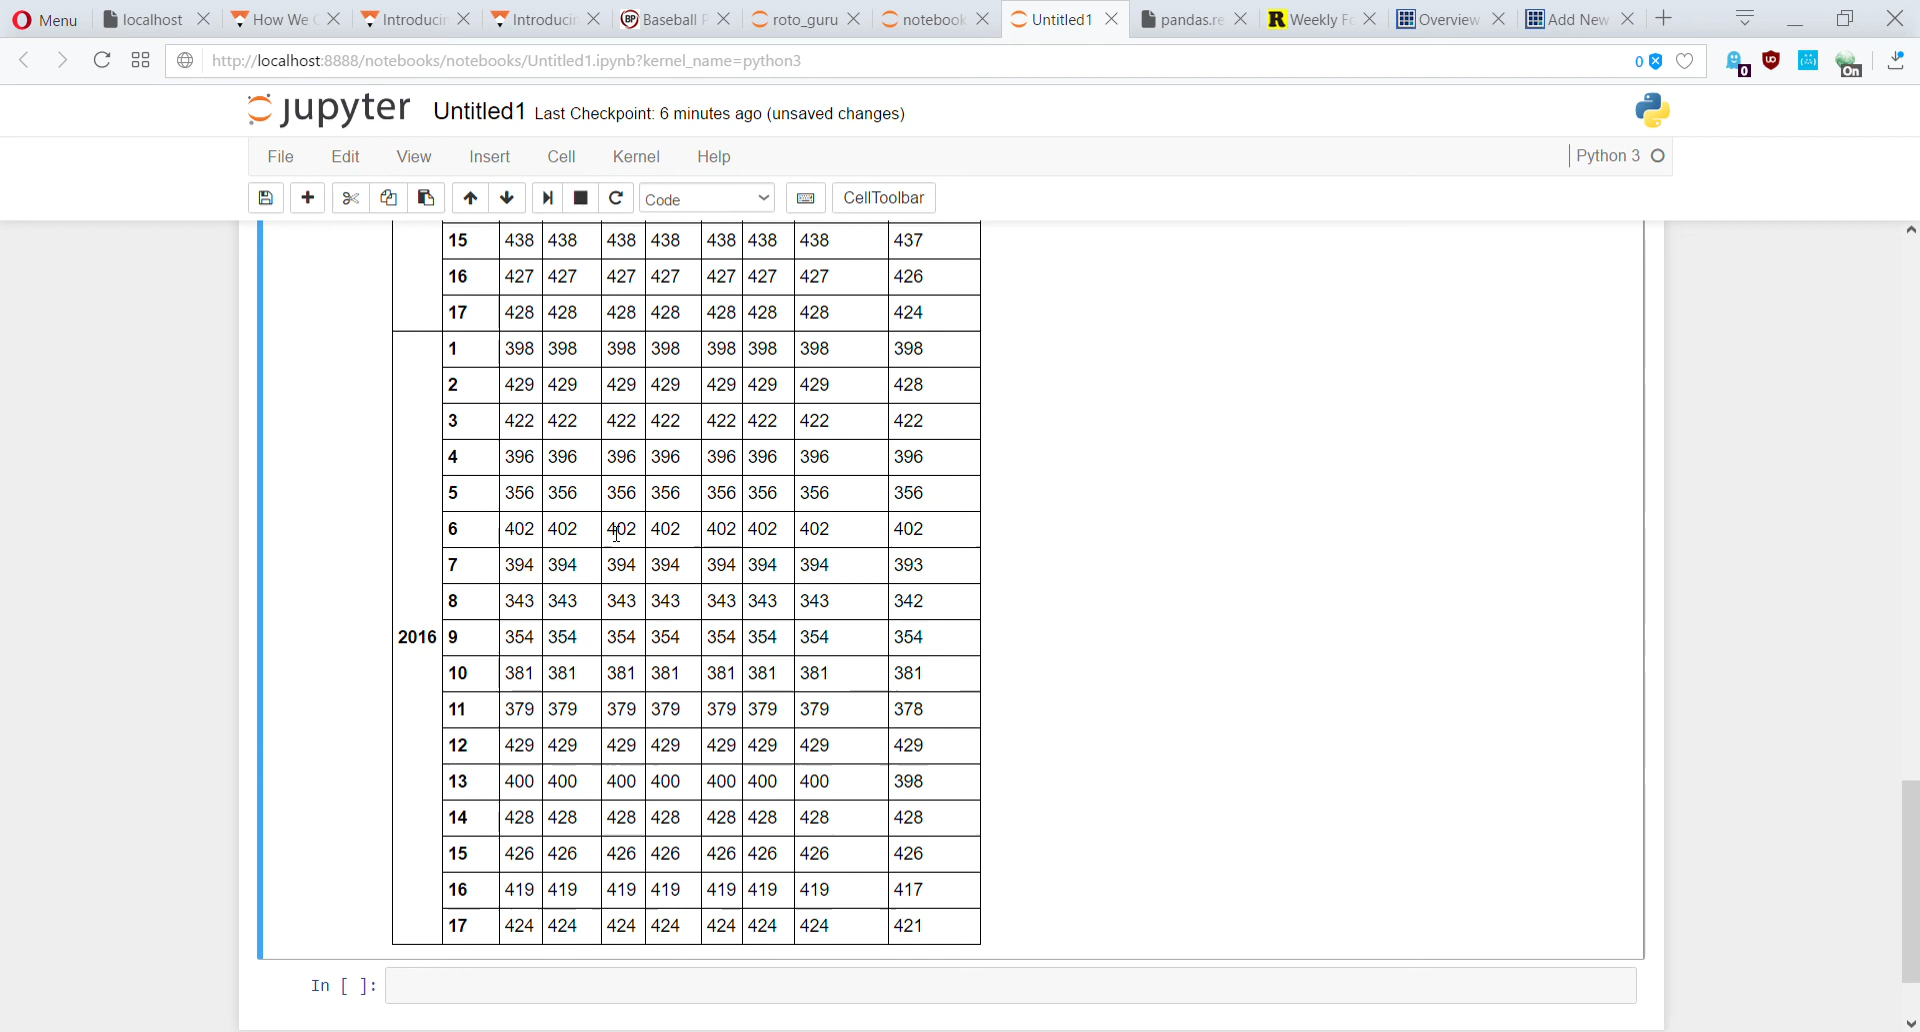 Menu localhost How We Introducin Introducin Baseball P roto_guru notebook Untitled1 pandas.re Weekly Fo Overview Add New
http://localhost:8888/notebooks/notebooks/Untitled1.ipynb?kernel_name=python3 0 0 On
jupyter Untitled1 Last Checkpoint: 6 minutes ago (unsaved changes)
File Edit View Insert Cell Kernel Help Python 3
Code CellToolbar
15 438 438 438 438 438 438 438 437
16 427 427 427 427 427 427 427 426
17 428 428 428 428 428 428 428 424
1 398 398 398 398 398 398 398 398
2 429 429 429 429 429 429 429 428
3 422 422 422 422 422 422 422 422
4 396 396 396 396 396 396 396 396
5 356 356 356 356 356 356 356 356
6 402 402 402 402 402 402 402 402
7 394 394 394 394 394 394 394 393
8 343 343 343 343 343 343 343 342
2016 9 354 354 354 354 354 354 354 354
10 381 381 381 381 381 381 381 381
11 379 379 379 379 379 379 379 378
12 429 429 429 429 429 429 429 429
13 400 400 400 400 400 400 400 398
14 428 428 428 428 428 428 428 428
15 426 426 426 426 426 426 426 426
16 419 419 419 419 419 419 419 417
17 424 424 424 424 424 424 424 421
In [ ]: